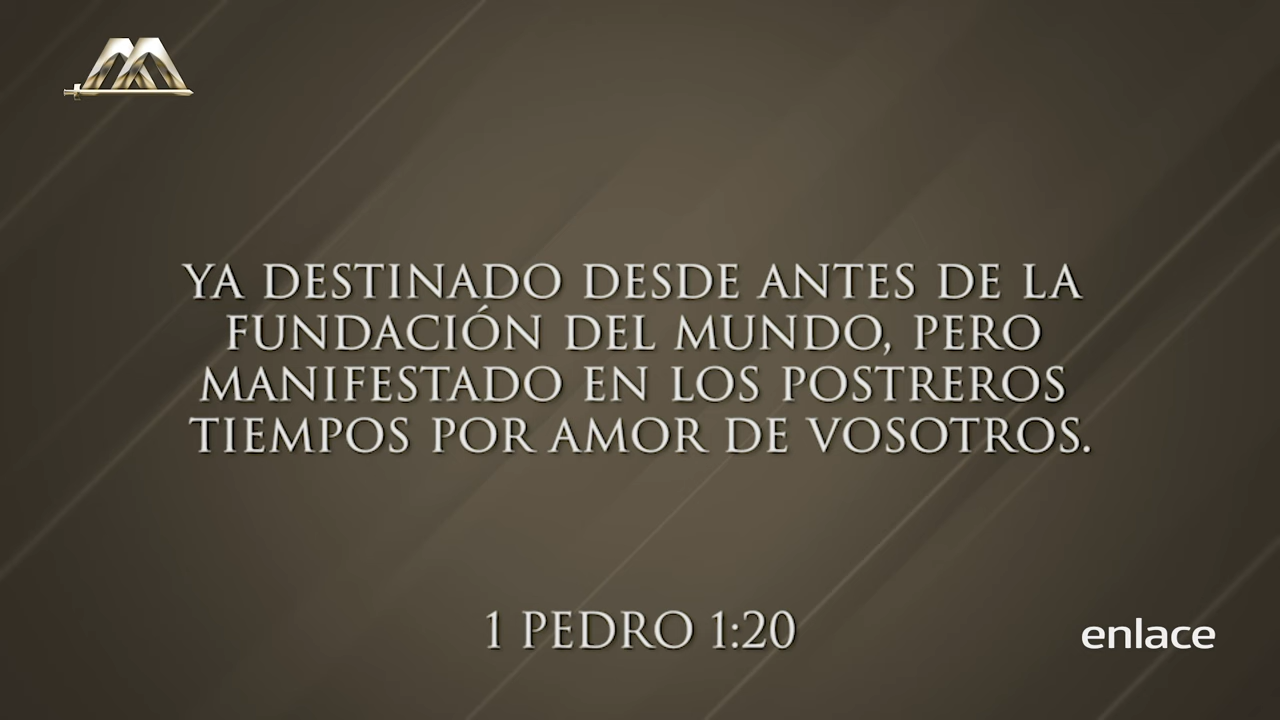 YA DESTINADO DESDE ANTES DE LA
FUNDACIÓN DEL MUNDO, PERO
MANIFESTADO EN LOS POSTREROS
TIEMPOS POR AMOR DE VOSOTROS.
1 PEDRO 1:20
enlace